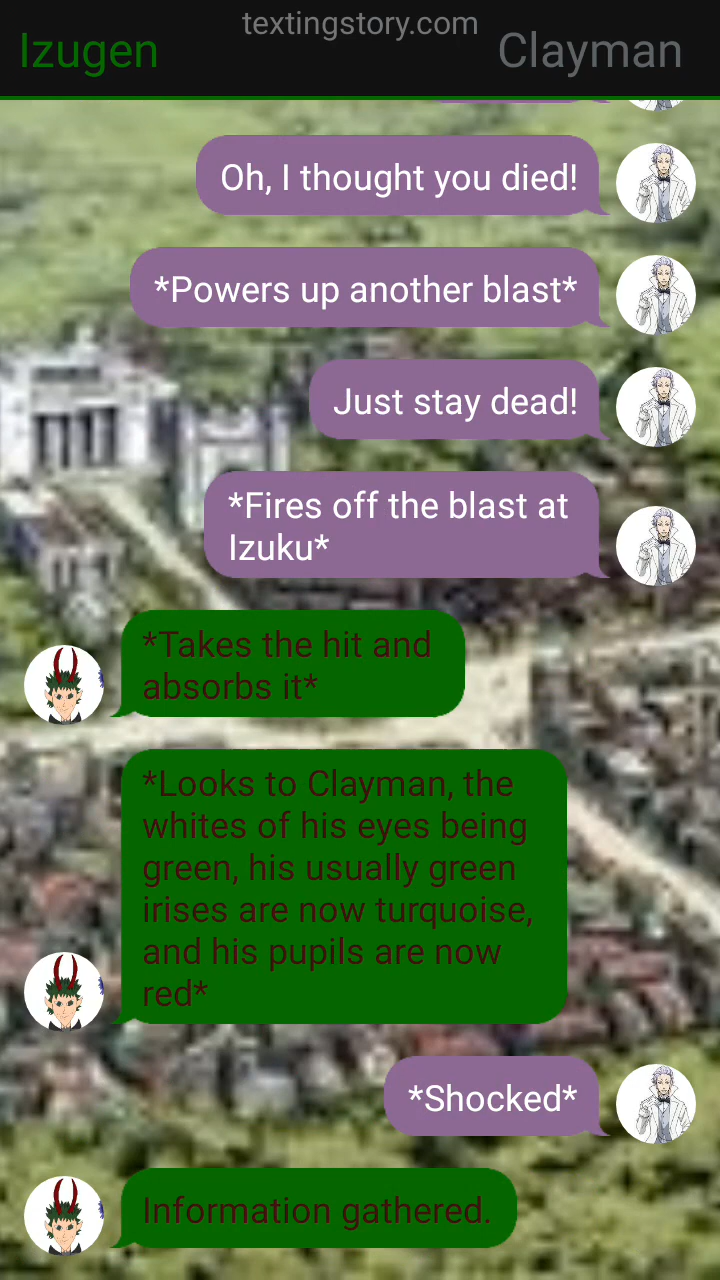 textingstory.com
Izugen
Clayman
Oh, I thought you died!
*Powers up another blast*
Just stay dead!
*Fires off the blast at
Izuku*
*Takes the hit and
absorbs it*
*Looks to Clayman, the
whites of his eyes being
green, his usually green
irises are now turquoise,
and his pupils are now
red*
*Shocked*
Information gathered.